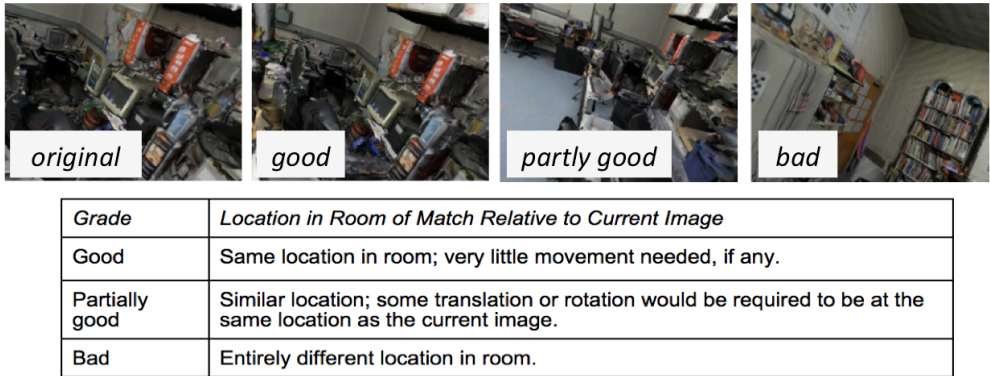 original
good
partly good
bad
Grade
Location in Room of Match Relative to Current Image
Good
Same location in room; very little movement needed, if any.
Partially
good
Similar location; some translation or rotation would be required to be at the
same location as the current image.
Bad
Entirely different location in room.